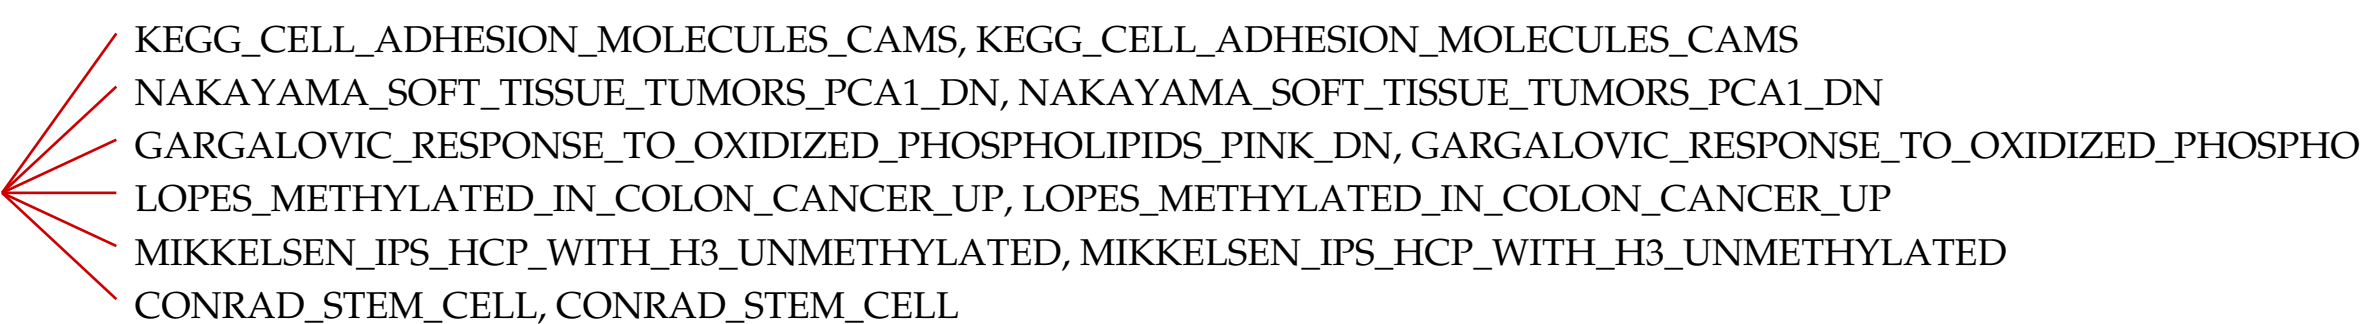 KEGG_CELL_ADHESION_MOLECULES_CAMS, KEGG_CELL_ADHESION_MOLECULES_CAMS
NAKAYAMA_SOFT_TISSUE_TUMORS_PCA1_DN, NAKAYAMA_SOFT_TISSUE_TUMORS_PCA1_DN
GARGALOVIC_RESPONSE_TO_OXIDIZED_PHOSPHOLIPIDS_PINK_DN, GARGALOVIC_RESPONSE_TO_OXIDIZED_PHOSPHO
LOPES_METHYLATED_IN_COLON_CANCER_UP, LOPES_METHYLATED_IN_COLON_CANCER_UP
MIKKELSEN_IPS_HCP_WITH_H3_UNMETHYLATED, MIKKELSEN_IPS_HCP_WITH_H3_UNMETHYLATED
CONRAD_STEM_CELL, CONRAD_STEM_CELL